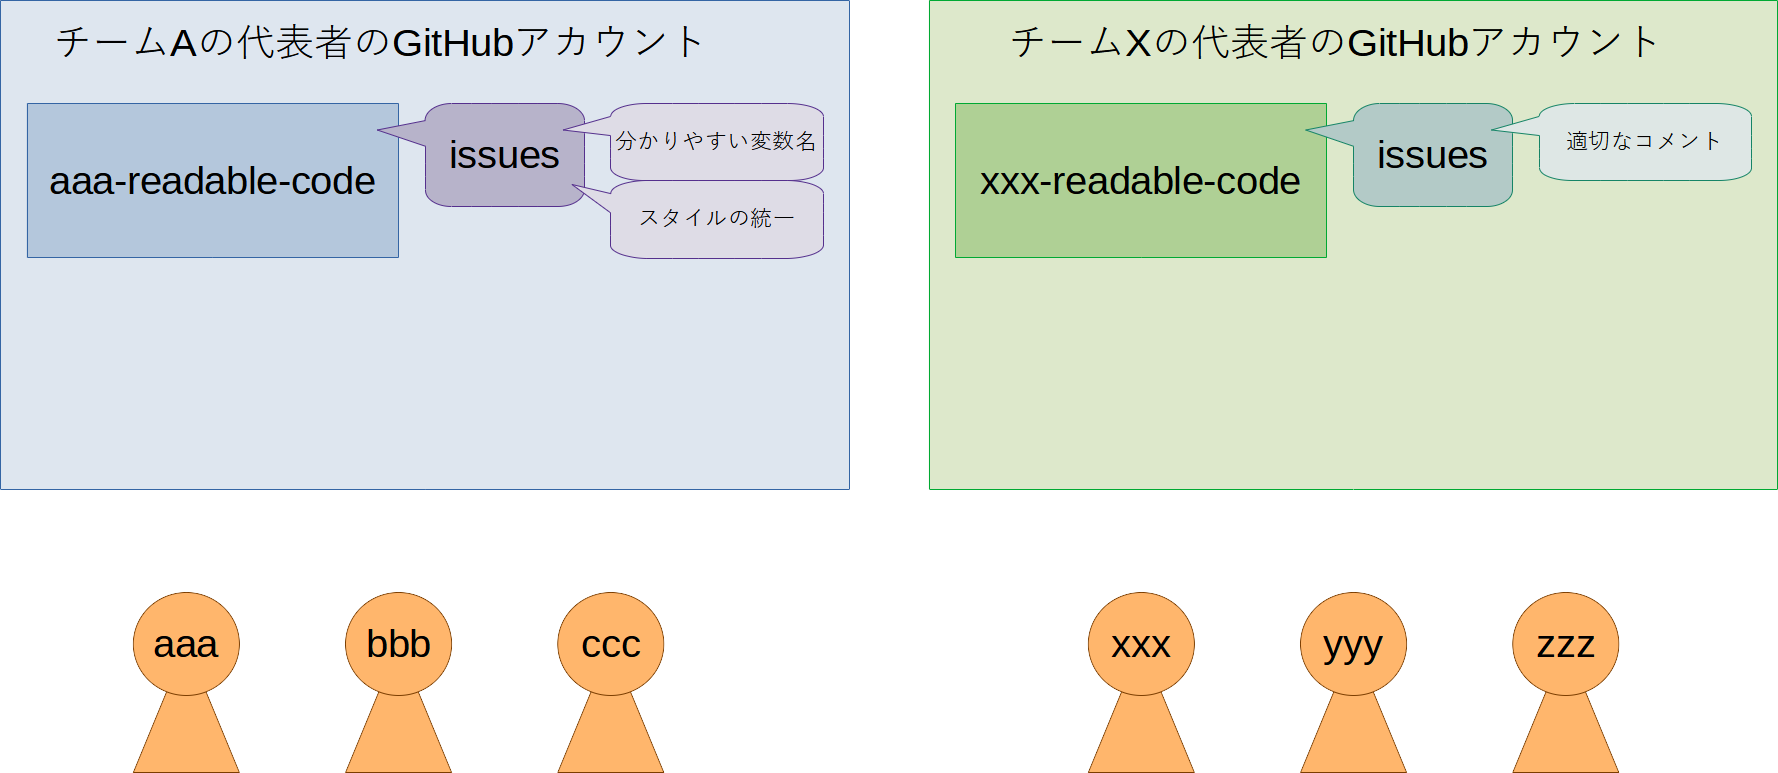 チームAの代表者のGitHubアカウント
aaa-readable-code
issues
分かりやすい変数名
スタイルの統一
チームXの代表者のGitHubアカウント
xxx-readable-code
issues
適切なコメント
aaa
bbb
ccc
xxx
yyy
zzz